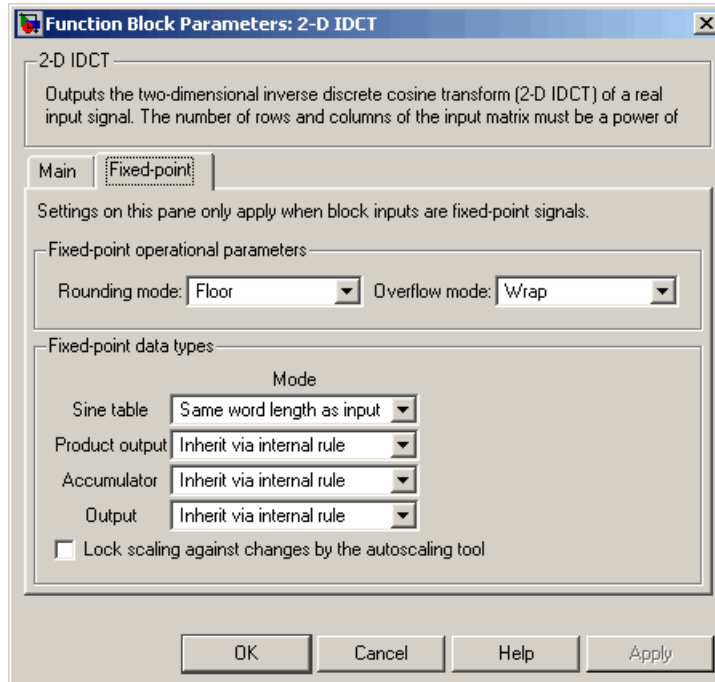 Function Block Parameters: 2-D IDCT
2-D IDCT
Outputs the two-dimensional inverse discrete cosine transform (2-D IDCT) of a real
input signal. The number of rows and columns of the input matrix must be a power of
Main Fixed-point
Settings on this pane only apply when block inputs are fixed-point signals.
Fixed-point operational parameters
Rounding mode: Floor Overflow mode: Wrap
Fixed-point data types
Mode
Sine table Same word length as input
Product output Inherit via internal rule
Accumulator Inherit via internal rule
Output Inherit via internal rule
Lock scaling against changes by the autoscaling tool
OK Cancel Help Apply